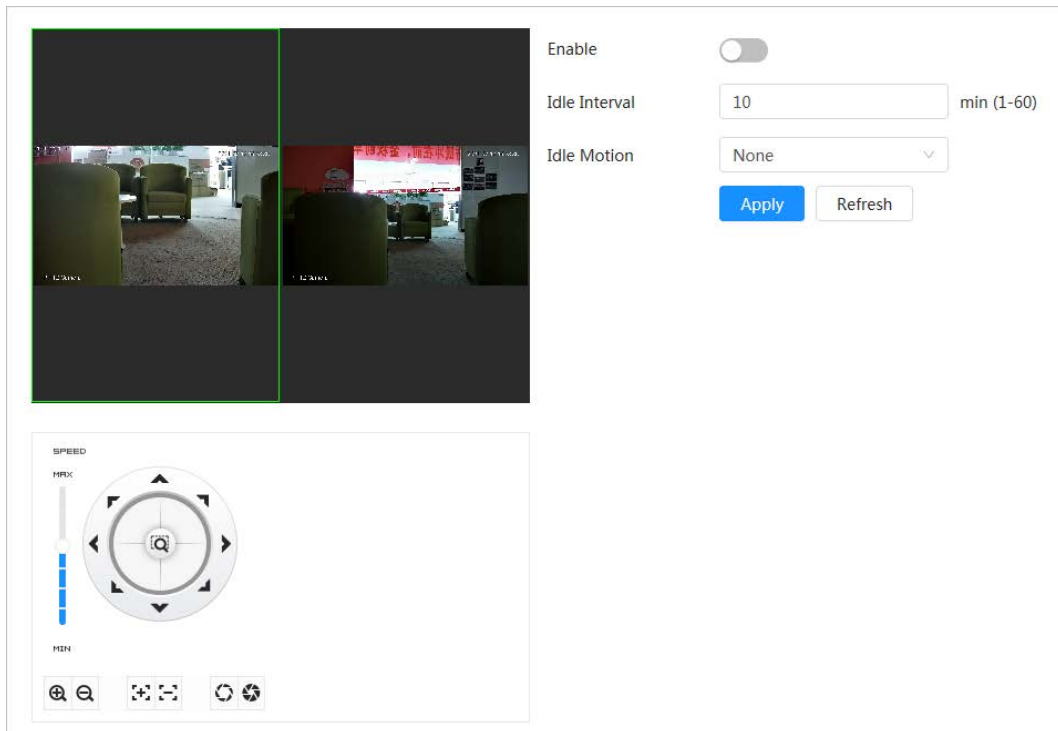 Enable
Idle Interval
10
min (1-60)
Idle Motion
None
Apply
Refresh
SPEED
MAX
MIN